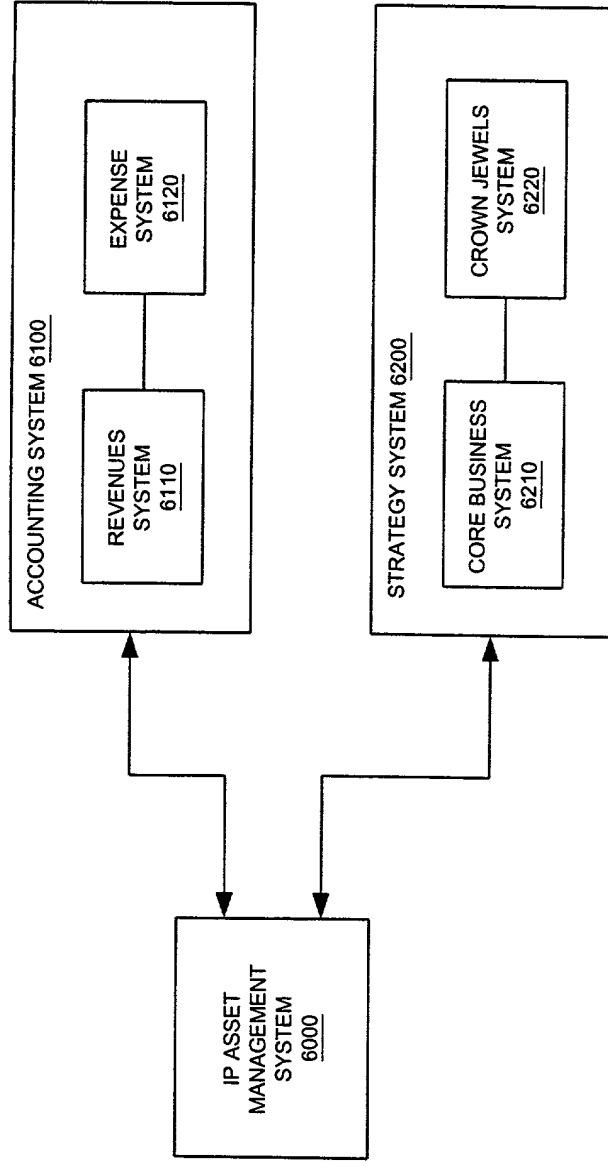 IP ASSET
MANAGEMENT
SYSTEM
6000
ACCOUNTING SYSTEM 6100
REVENUES
SYSTEM
6110
EXPENSE
SYSTEM
6120
STRATEGY SYSTEM 6200
CORE BUSINESS
SYSTEM
6210
CROWN JEWELS
SYSTEM
6220